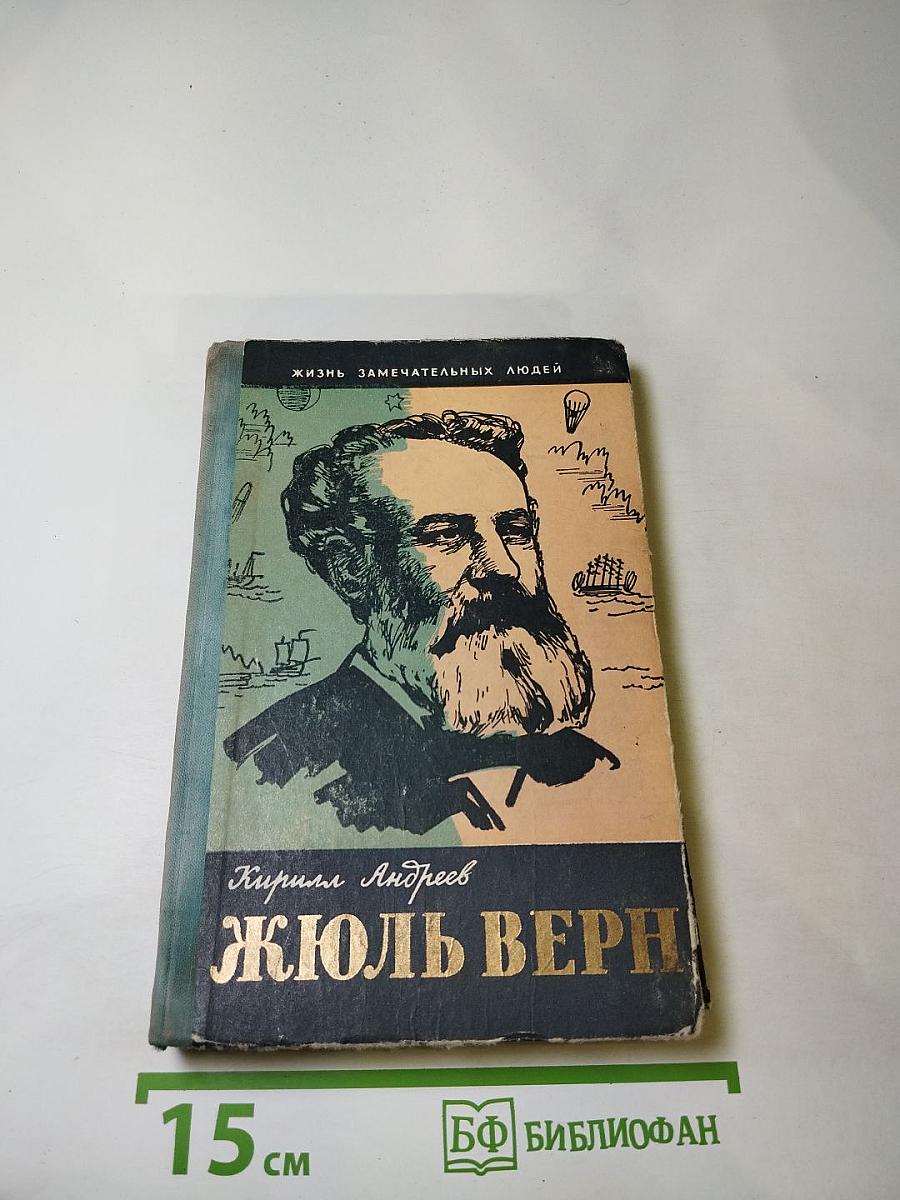 ЖИЗНЬ ЗАМЕЧАТЕЛЬНЫХ ЛЮДЕЙ
Кирилл Андреев
ЖЮЛЬ ВЕРН
15 см
БФ БИБЛИОФАН